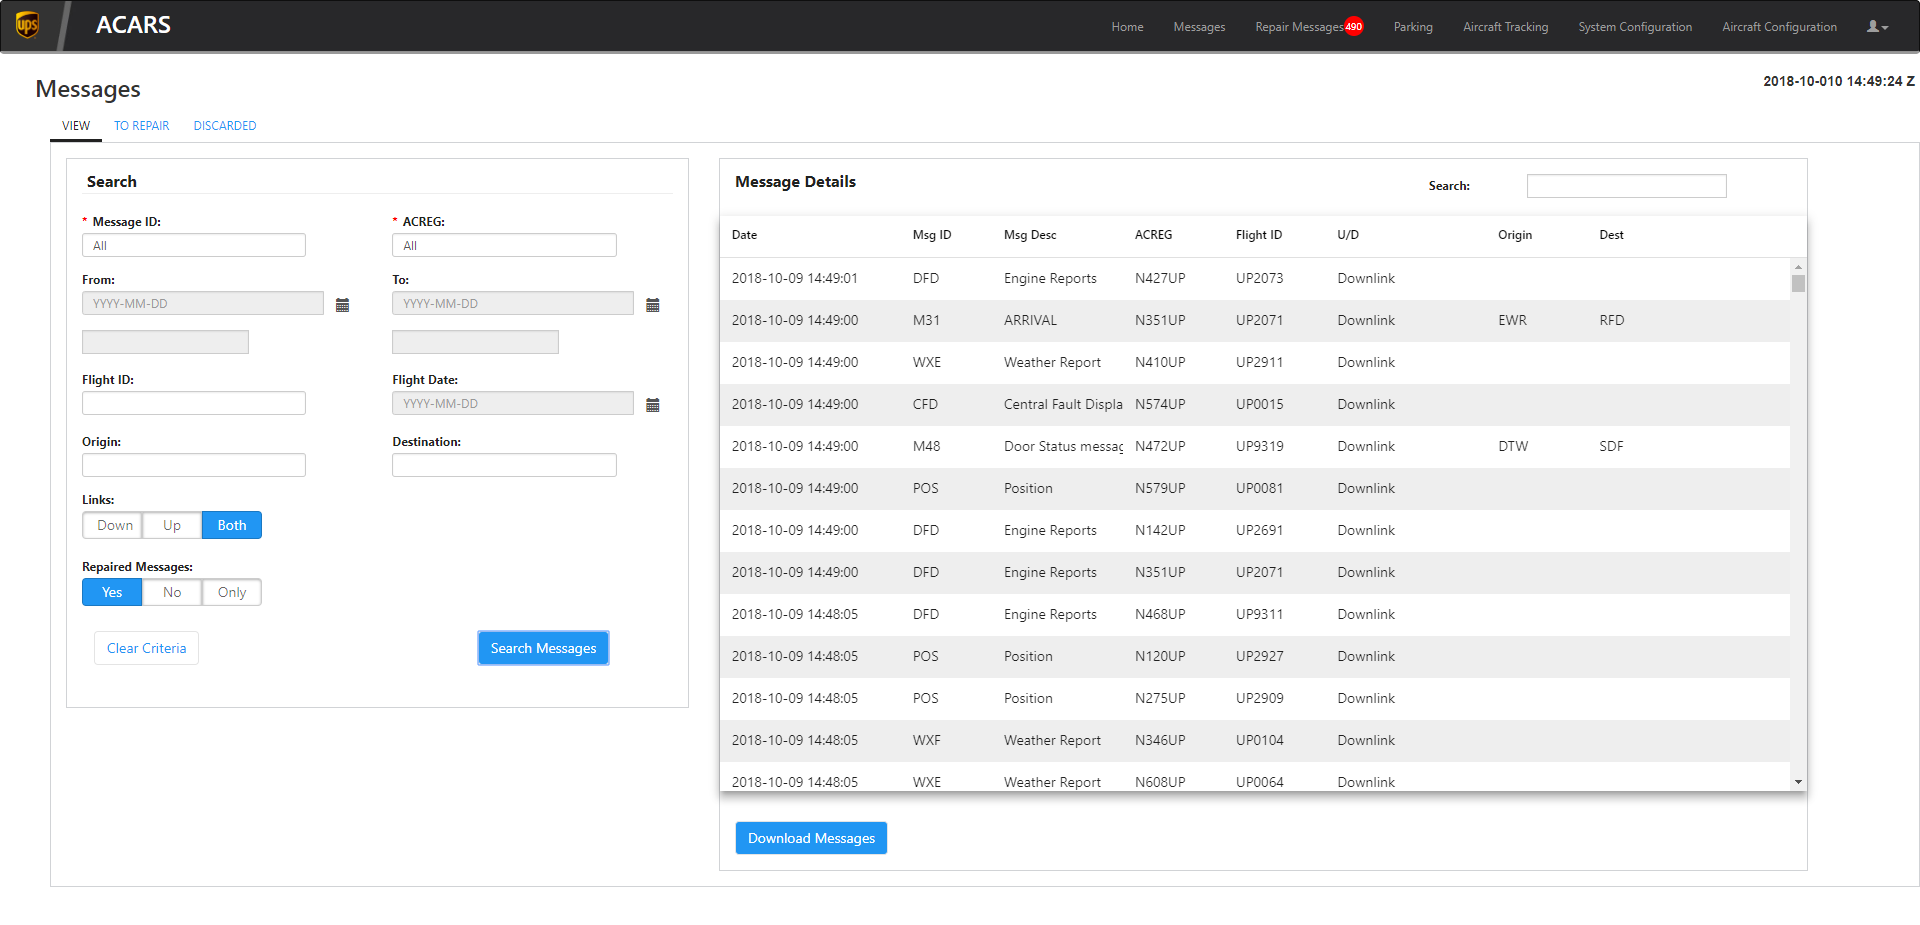 ups ACARS Home Messages Repair Messages 490 Parking Aircraft Tracking System Configuration Aircraft Configuration
Messages 2018-10-010 14:49:24 Z
VIEW TO REPAIR DISCARDED
Search
* Message ID: * ACREG:
All All
From: To:
YYYY-MM-DD YYYY-MM-DD
Flight ID: Flight Date:
YYYY-MM-DD
Origin: Destination:
Links:
Down Up Both
Repaired Messages:
Yes No Only
Clear Criteria Search Messages
Message Details Search:
Date Msg ID Msg Desc ACREG Flight ID U/D Origin Dest
2018-10-09 14:49:01 DFD Engine Reports N427UP UP2073 Downlink
2018-10-09 14:49:00 M31 ARRIVAL N351UP UP2071 Downlink EWR RFD
2018-10-09 14:49:00 WXE Weather Report N410UP UP2911 Downlink
2018-10-09 14:49:00 CFD Central Fault Displa N574UP UP0015 Downlink
2018-10-09 14:49:00 M48 Door Status messag N472UP UP9319 Downlink DTW SDF
2018-10-09 14:49:00 POS Position N579UP UP0081 Downlink
2018-10-09 14:49:00 DFD Engine Reports N142UP UP2691 Downlink
2018-10-09 14:49:00 DFD Engine Reports N351UP UP2071 Downlink
2018-10-09 14:48:05 DFD Engine Reports N468UP UP9311 Downlink
2018-10-09 14:48:05 POS Position N120UP UP2927 Downlink
2018-10-09 14:48:05 POS Position N275UP UP2909 Downlink
2018-10-09 14:48:05 WXF Weather Report N346UP UP0104 Downlink
2018-10-09 14:48:05 WXE Weather Report N608UP UP0064 Downlink
Download Messages